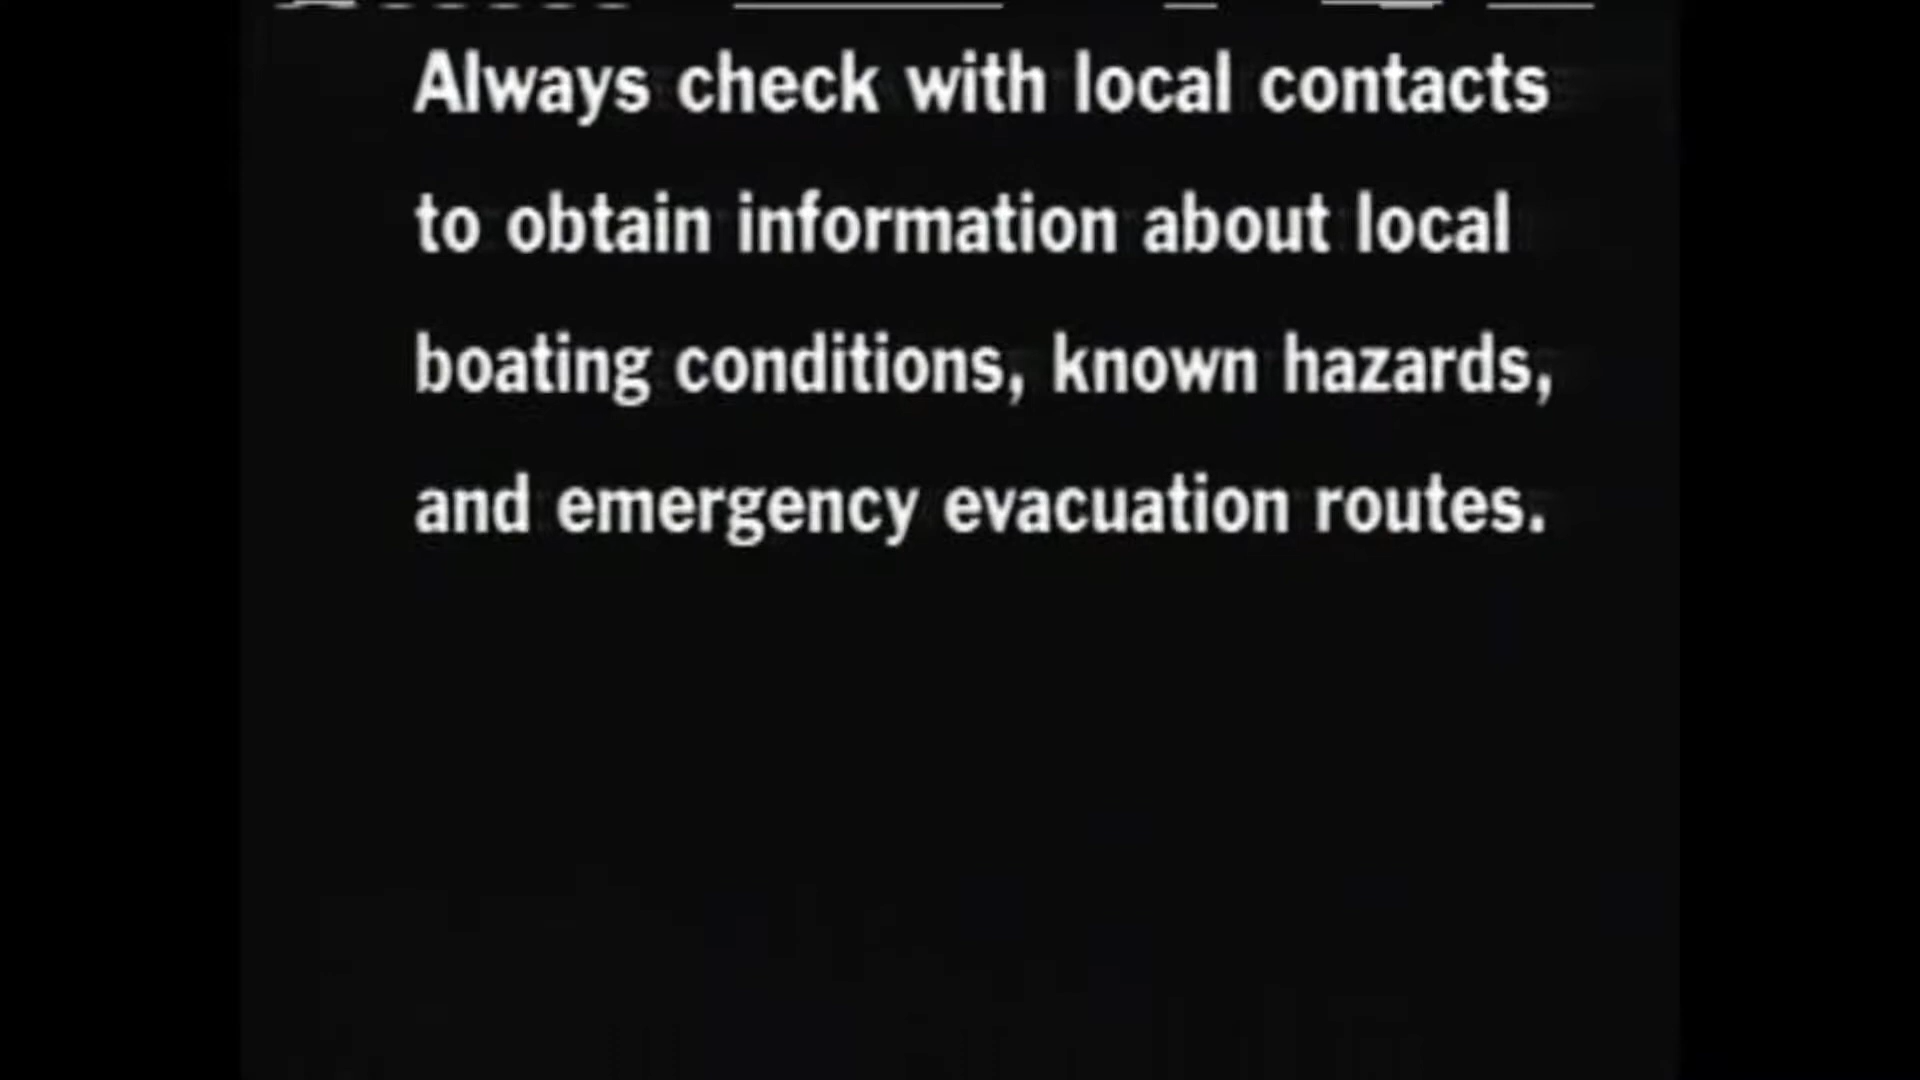 Always check with local contacts
to obtain information about local
boating conditions, known hazards,
and emergency evacuation routes.